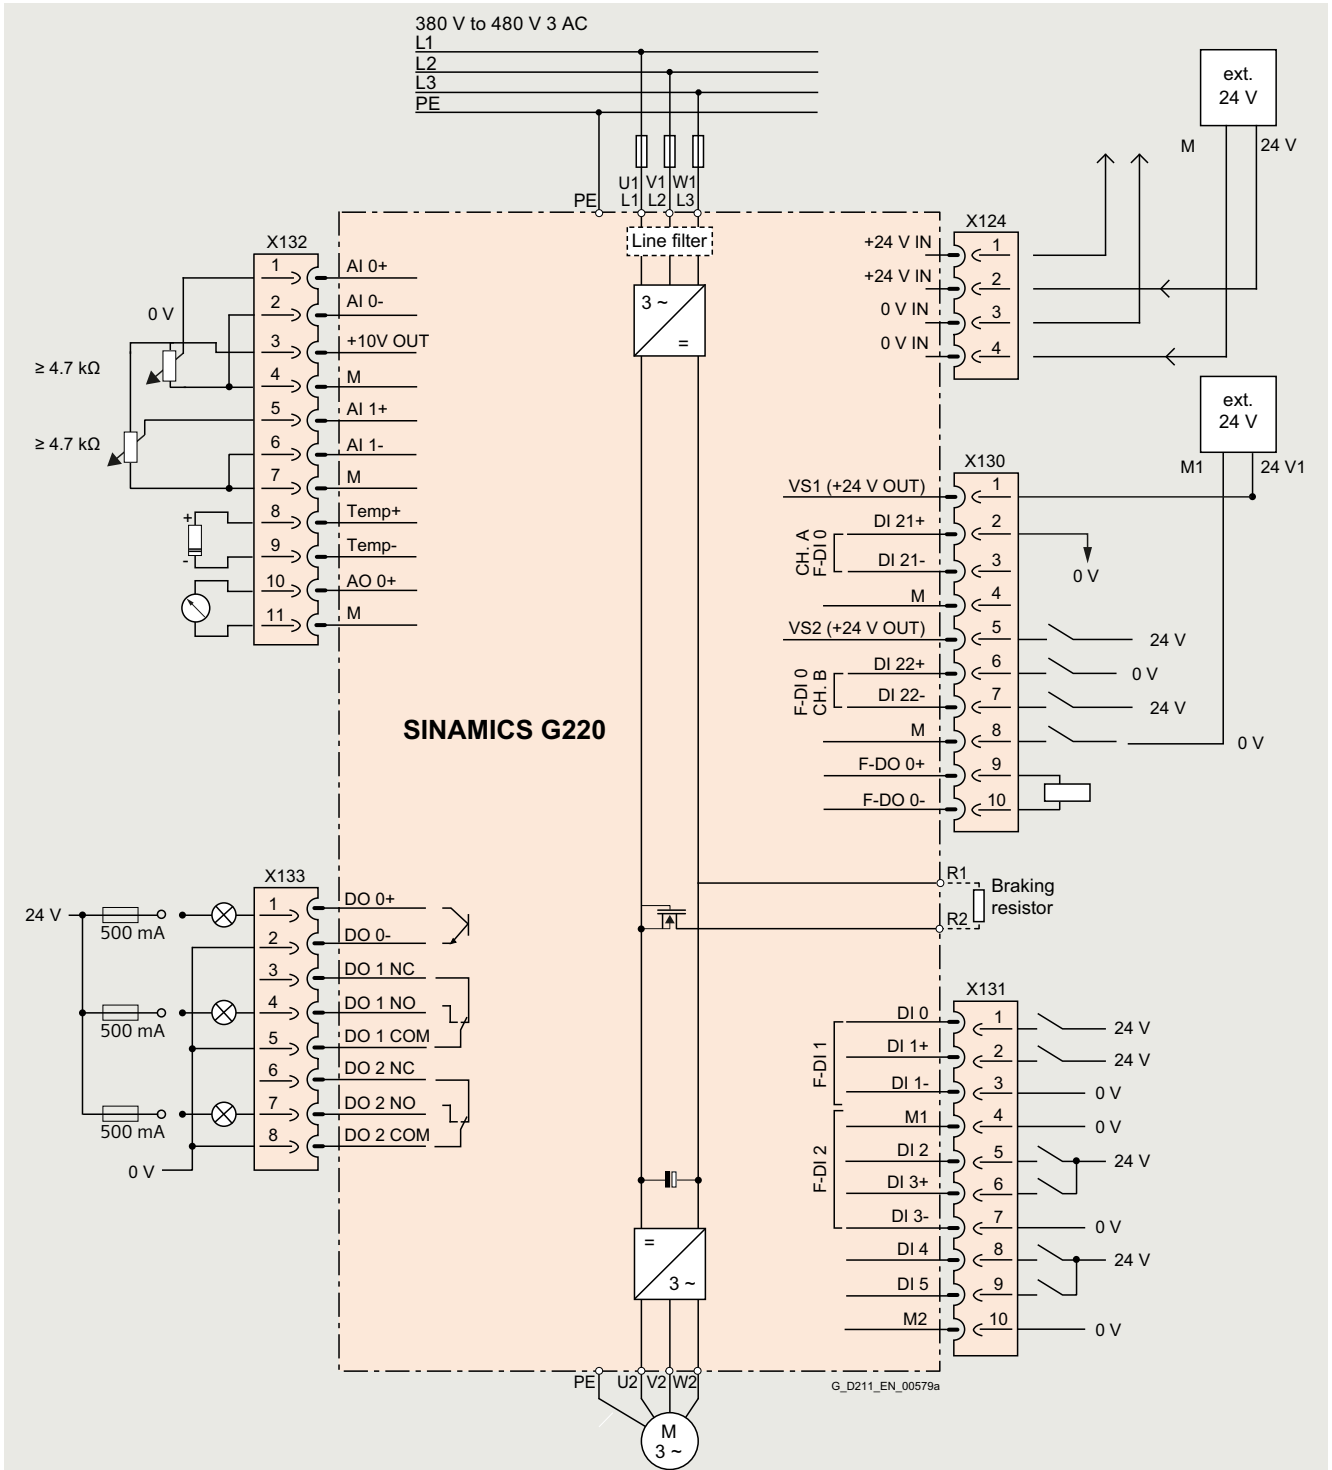 380 V to 480 V 3 AC
L1
L2
L3
PE
ext.
24 V
M
24 V
PE
U1 V1 W1
L1 L2 L3
Line filter
3 ~
=
X124
+24 V IN 1
+24 V IN 2
0 V IN 3
0 V IN 4
X132
1 AI 0+
2 AI 0-
3 +10V OUT
4 M
5 AI 1+
6 AI 1-
7 M
8 Temp+
9 Temp-
10 AO 0+
11 M
0 V
≥ 4.7 kΩ
≥ 4.7 kΩ
+
-
ext.
24 V
M1
24 V1
X130
VS1 (+24 V OUT) 1
DI 21+ 2
DI 21- 3
M 4
VS2 (+24 V OUT) 5
DI 22+ 6
DI 22- 7
M 8
F-DO 0+ 9
F-DO 0- 10
CH. A
F-DI 0
F-DI 0
CH. B
0 V
24 V
0 V
24 V
0 V
SINAMICS G220
X133
1 DO 0+
2 DO 0-
3 DO 1 NC
4 DO 1 NO
5 DO 1 COM
6 DO 2 NC
7 DO 2 NO
8 DO 2 COM
24 V
500 mA
500 mA
500 mA
0 V
R1
R2
Braking
resistor
X131
DI 0 1 24 V
DI 1+ 2 24 V
DI 1- 3 0 V
M1 4 0 V
DI 2 5 24 V
DI 3+ 6
DI 3- 7 0 V
DI 4 8 24 V
DI 5 9
M2 10 0 V
F-DI 1
F-DI 2
=
3 ~
PE U2 V2 W2
M
3 ~
G_D211_EN_00579a